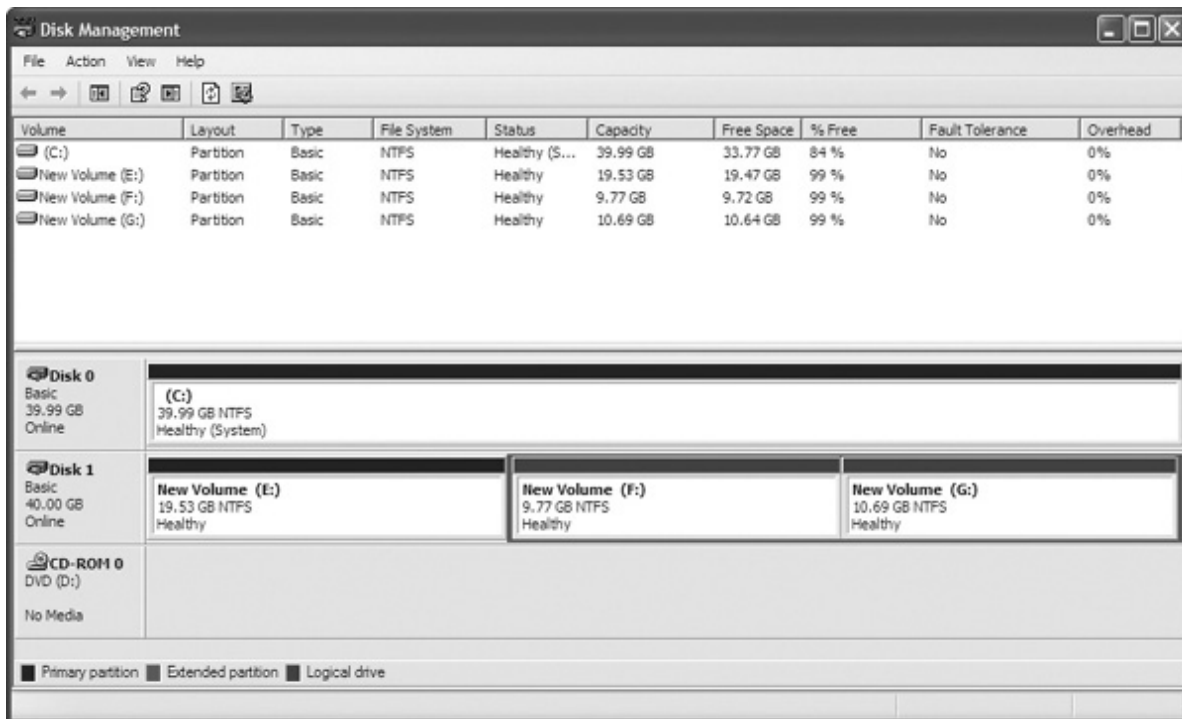 Disk Management
File Action View Help
Volume Layout Type File System Status Capacity Free Space % Free Fault Tolerance Overhead
(C:) Partition Basic NTFS Healthy (S... 39.99 GB 33.77 GB 84 % No 0%
New Volume (E:) Partition Basic NTFS Healthy 19.53 GB 19.47 GB 99 % No 0%
New Volume (F:) Partition Basic NTFS Healthy 9.77 GB 9.72 GB 99 % No 0%
New Volume (G:) Partition Basic NTFS Healthy 10.69 GB 10.64 GB 99 % No 0%
Disk 0
Basic
39.99 GB
Online
(C:)
39.99 GB NTFS
Healthy (System)
Disk 1
Basic
40.00 GB
Online
New Volume (E:)
19.53 GB NTFS
Healthy
New Volume (F:)
9.77 GB NTFS
Healthy
New Volume (G:)
10.69 GB NTFS
Healthy
CD-ROM 0
DVD (D:)
No Media
Primary partition Extended partition Logical drive